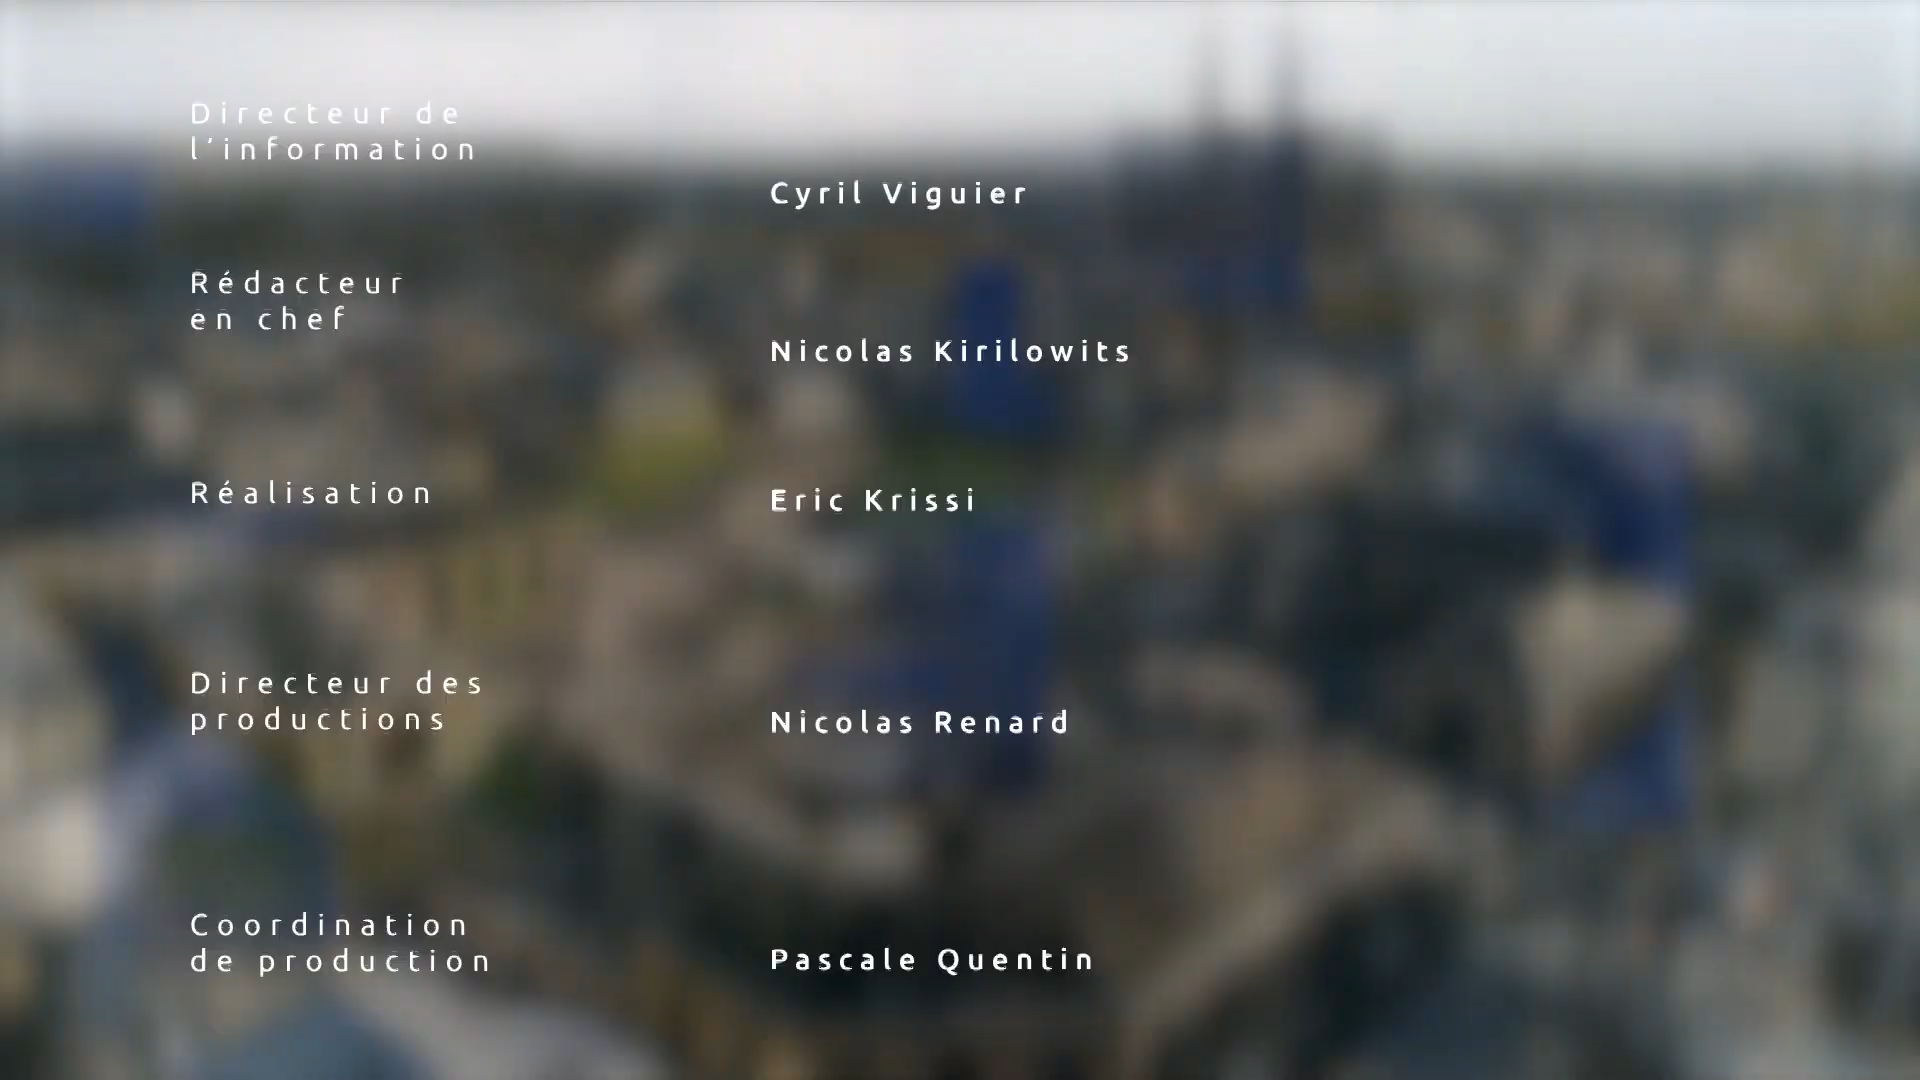 Directeur de
l'information
Cyril Viguier
Rédacteur
en chef
Nicolas Kirilowits
Réalisation
Eric Krissi
Directeur des
productions
Nicolas Renard
Coordination
de production
Pascale Quentin